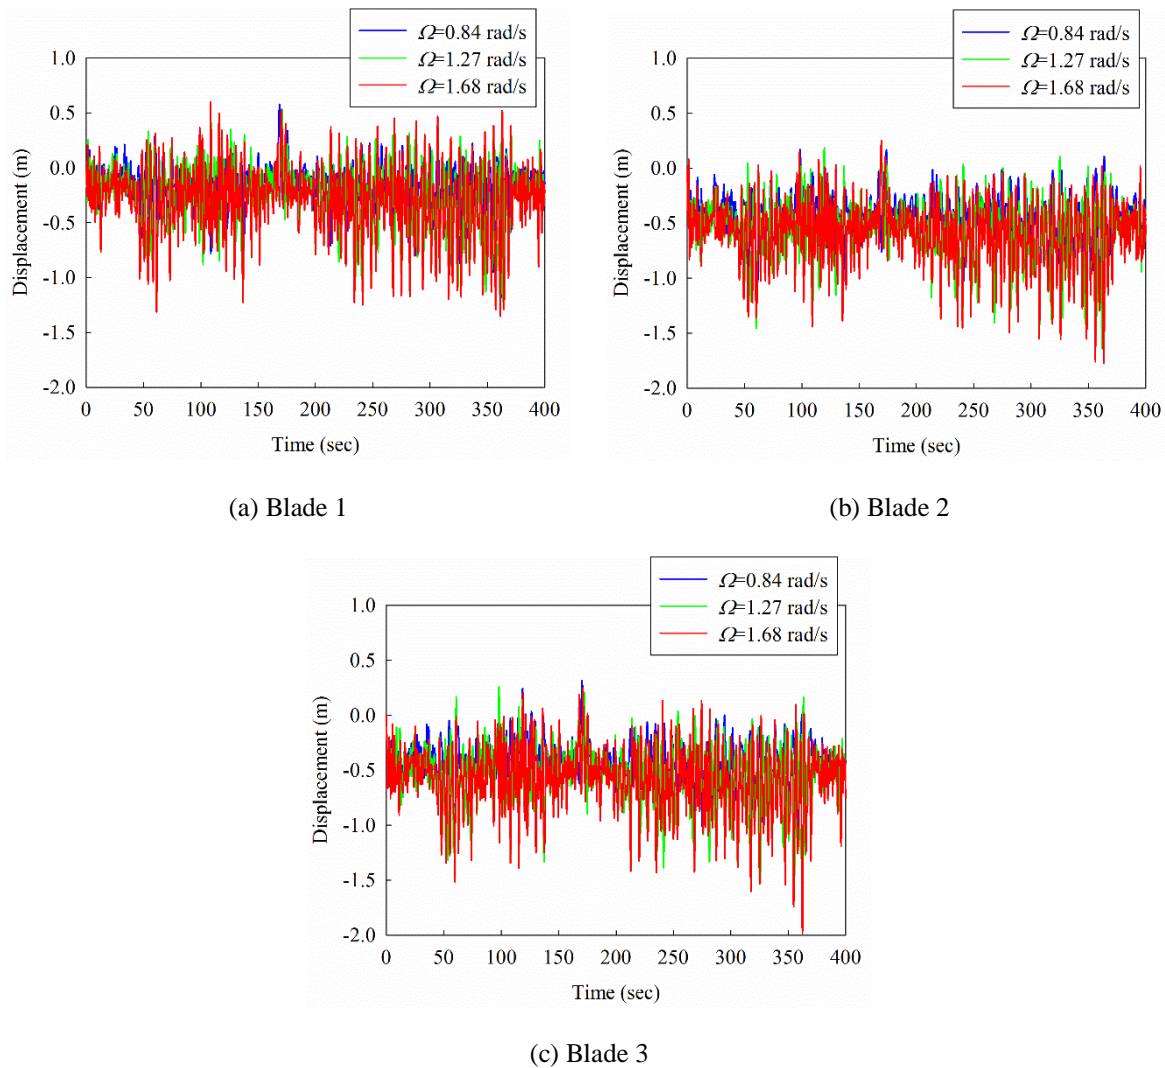 Ω=0.84 rad/s
Ω=1.27 rad/s
Ω=1.68 rad/s
1.0
0.5
0.0
-0.5
-1.0
-1.5
-2.0
Displacement (m)
0 50 100 150 200 250 300 350 400
Time (sec)
(a) Blade 1
Ω=0.84 rad/s
Ω=1.27 rad/s
Ω=1.68 rad/s
1.0
0.5
0.0
-0.5
-1.0
-1.5
-2.0
Displacement (m)
0 50 100 150 200 250 300 350 400
Time (sec)
(b) Blade 2
Ω=0.84 rad/s
Ω=1.27 rad/s
Ω=1.68 rad/s
1.0
0.5
0.0
-0.5
-1.0
-1.5
-2.0
Displacement (m)
0 50 100 150 200 250 300 350 400
Time (sec)
(c) Blade 3